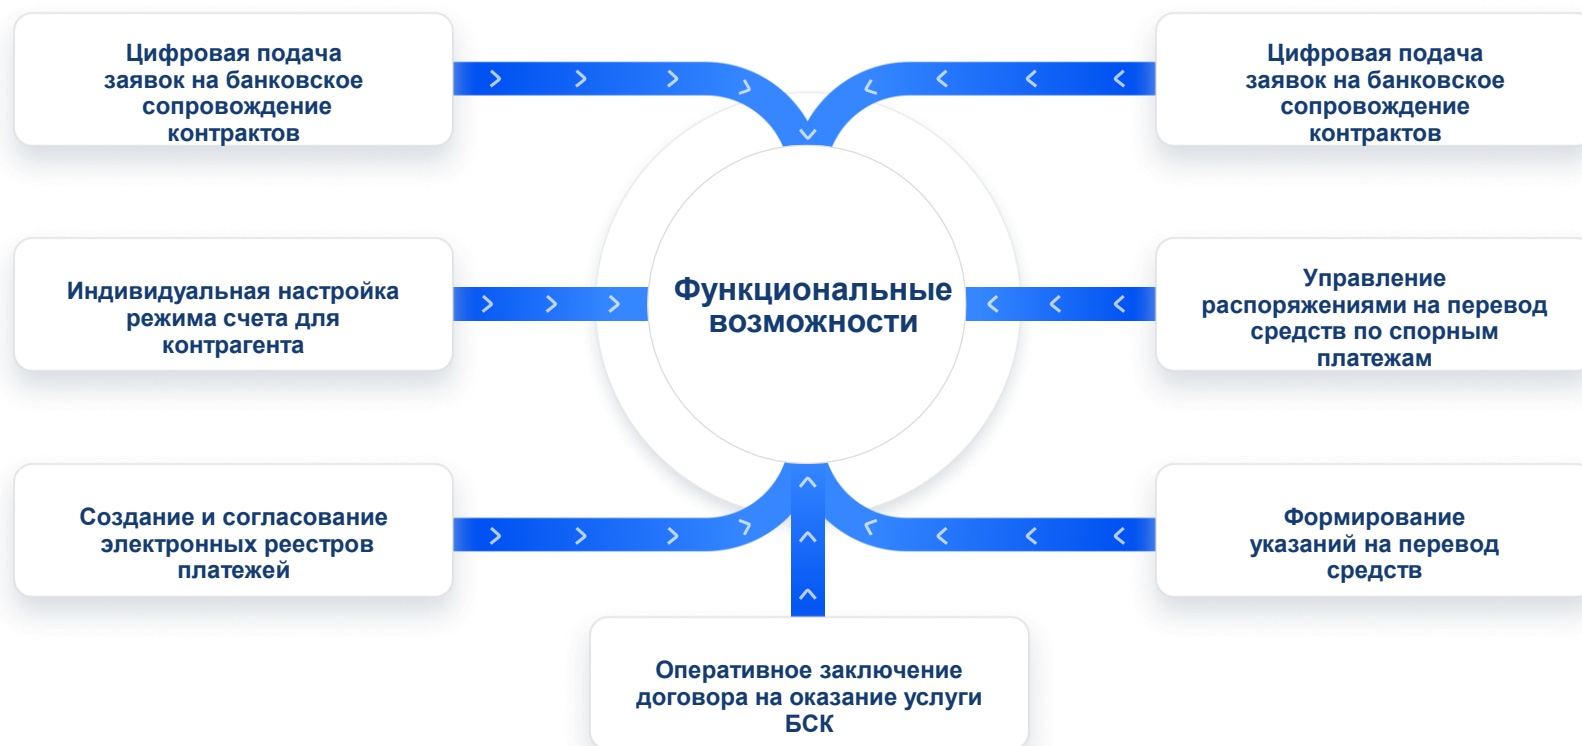 Цифровая подача
заявок на банковское
сопровождение
контрактов
Цифровая подача
заявок на банковское
сопровождение
контрактов
Индивидуальная настройка
режима счета для
контрагента
Функциональные
возможности
Управление
распоряжениями на перевод
средств по спорным
платежам
Создание и согласование
электронных реестров
платежей
Формирование
указаний на перевод
средств
Оперативное заключение
договора на оказание услуги
БСК